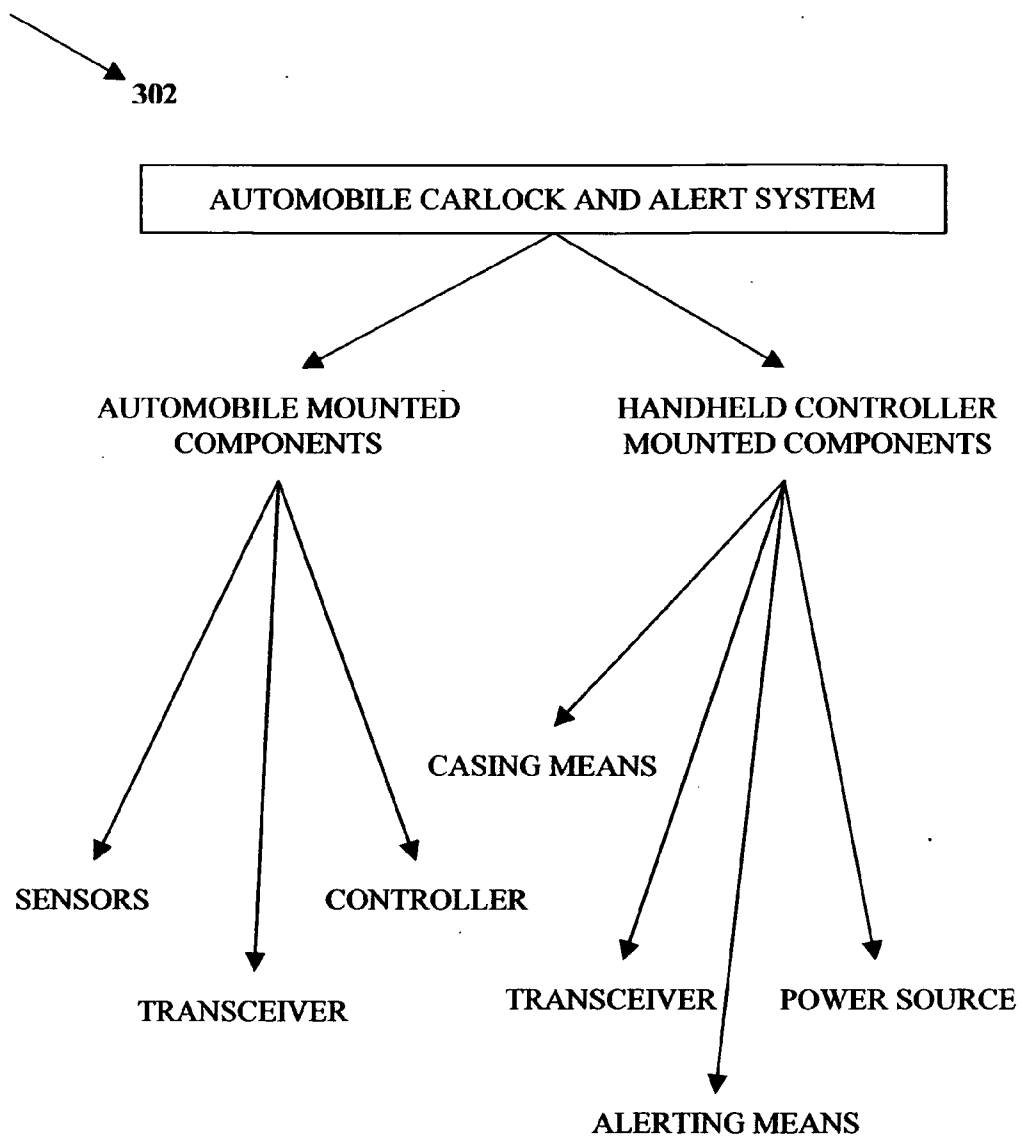 302
AUTOMOBILE CARLOCK AND ALERT SYSTEM
AUTOMOBILE MOUNTED
COMPONENTS
HANDHELD CONTROLLER
MOUNTED COMPONENTS
CASING MEANS
SENSORS
CONTROLLER
TRANSCEIVER
TRANSCEIVER
POWER SOURCE
ALERTING MEANS